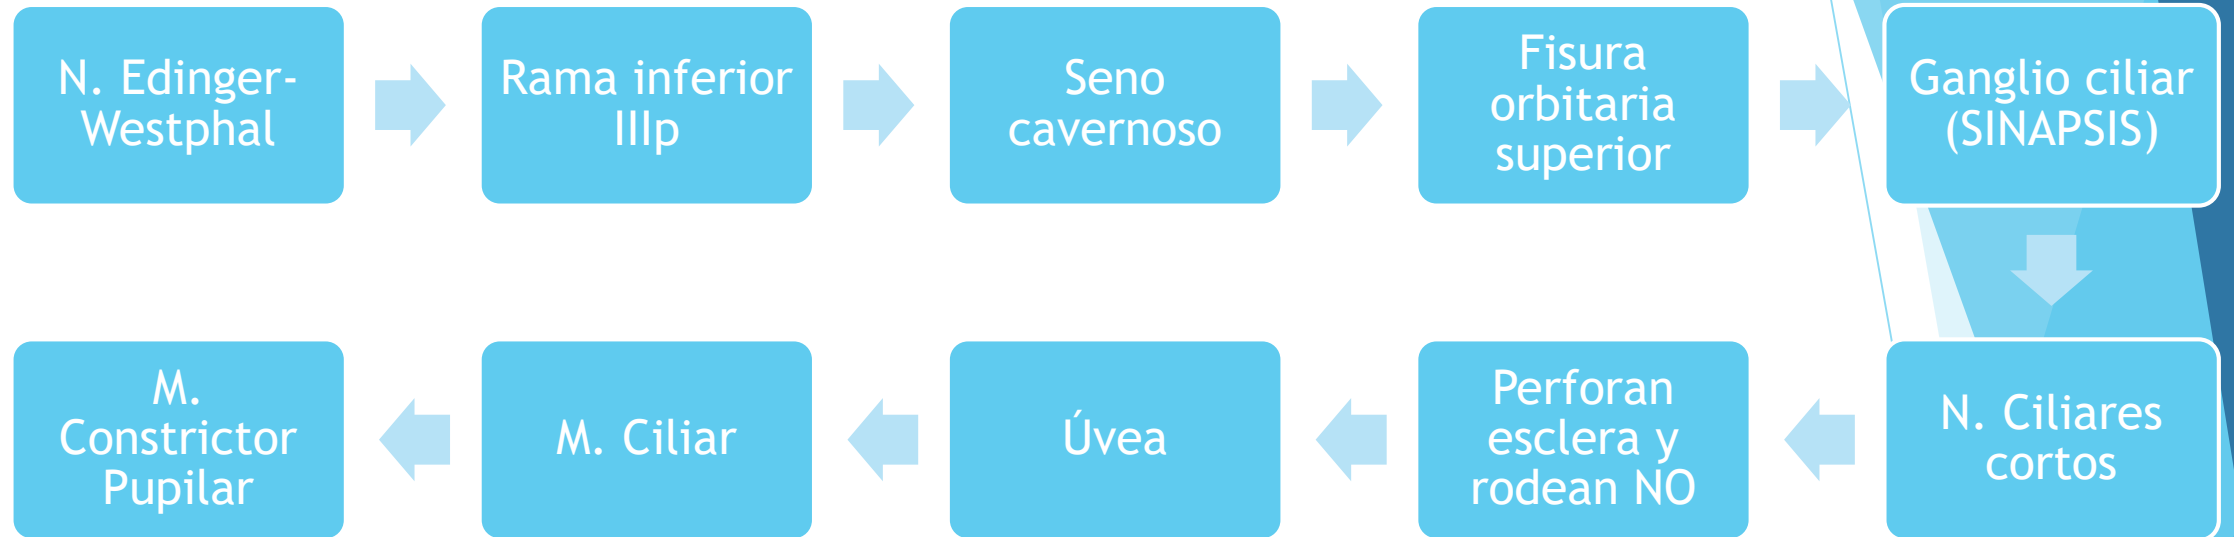 N. Edinger-
Westphal
Rama inferior
IIIp
Seno
cavernoso
Fisura
orbitaria
superior
Ganglio ciliar
(SINAPSIS)
N. Ciliares
cortos
Perforan
esclera y
rodean NO
Úvea
M. Ciliar
M.
Constrictor
Pupilar